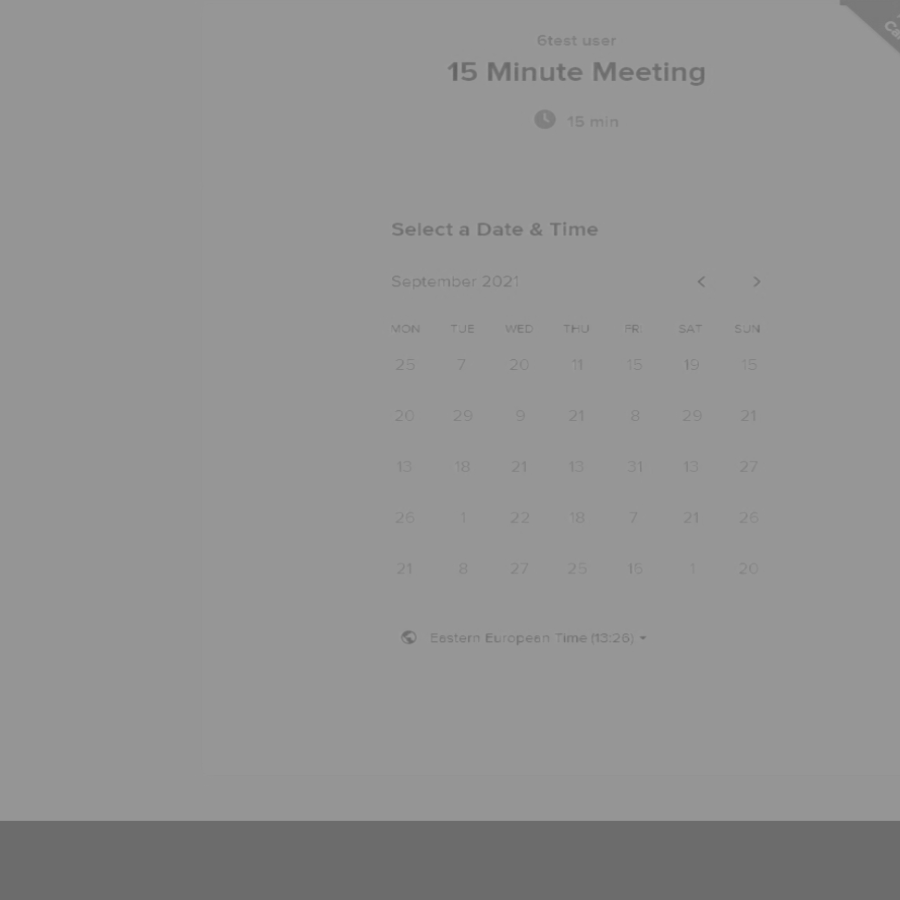 6test user
15 Minute Meeting
15 min
Select a Date & Time
September 2021
MON TUE WED THU FRI SAT SUN
25 7 20 11 15 19 15
20 29 9 21 8 29 21
13 18 21 13 31 13 27
26 1 22 18 7 21 26
21 8 27 25 15 1 20
Eastern European Time (13:26)